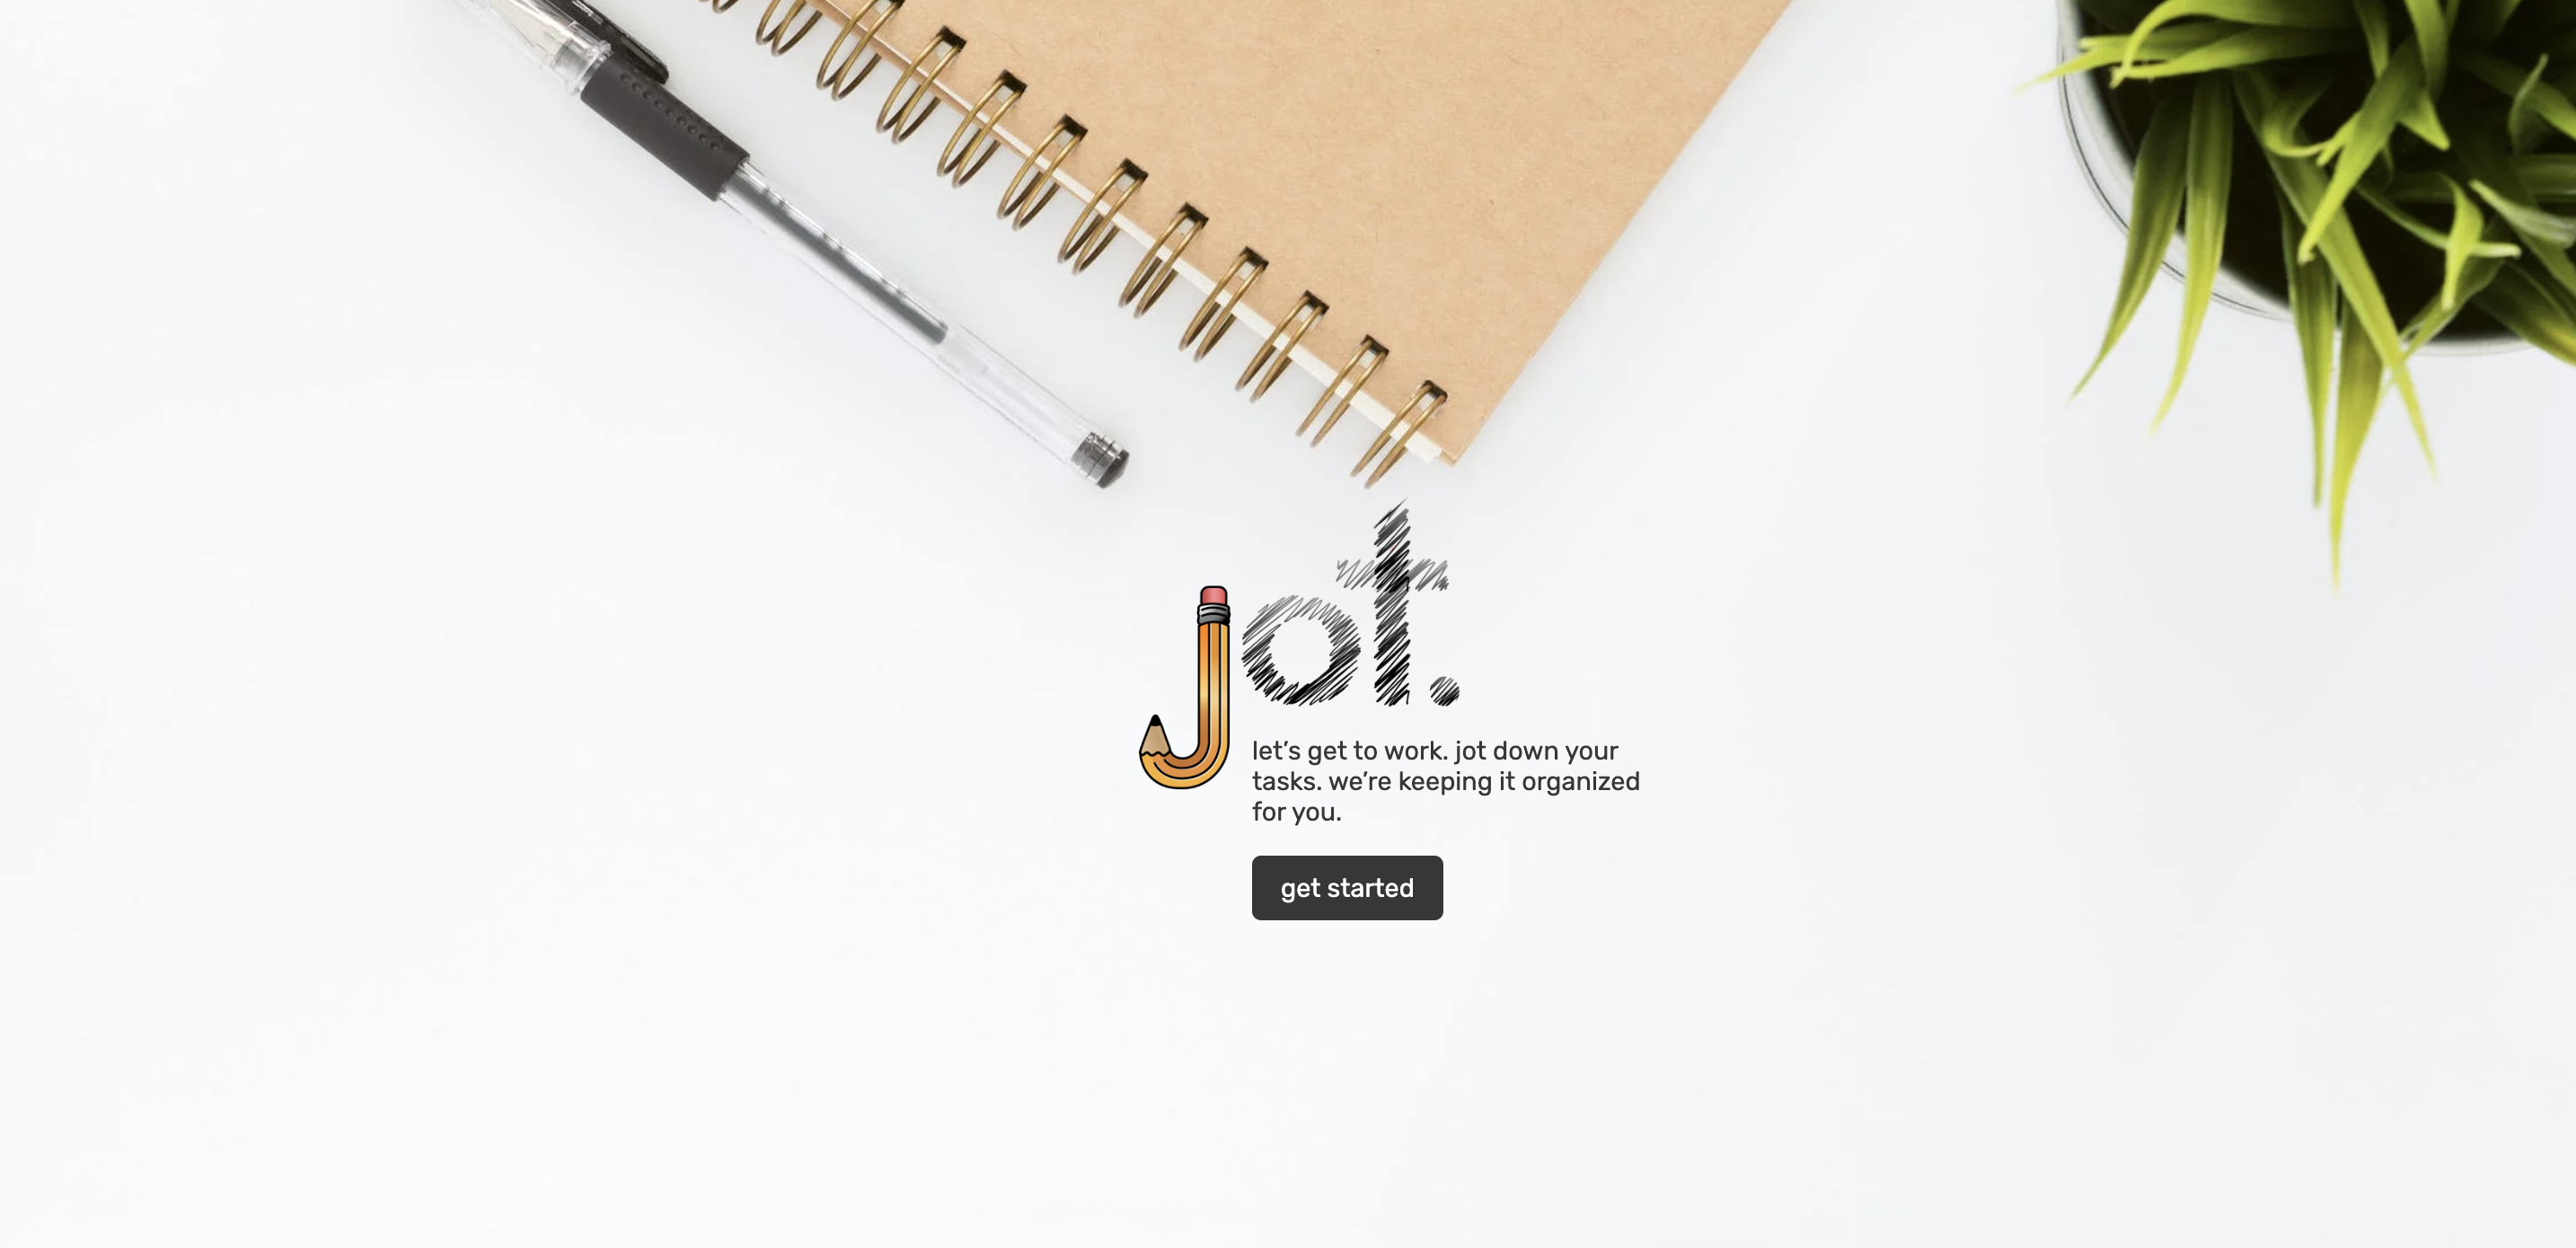 jot.
let’s get to work. jot down your
tasks. we’re keeping it organized
for you.
get started